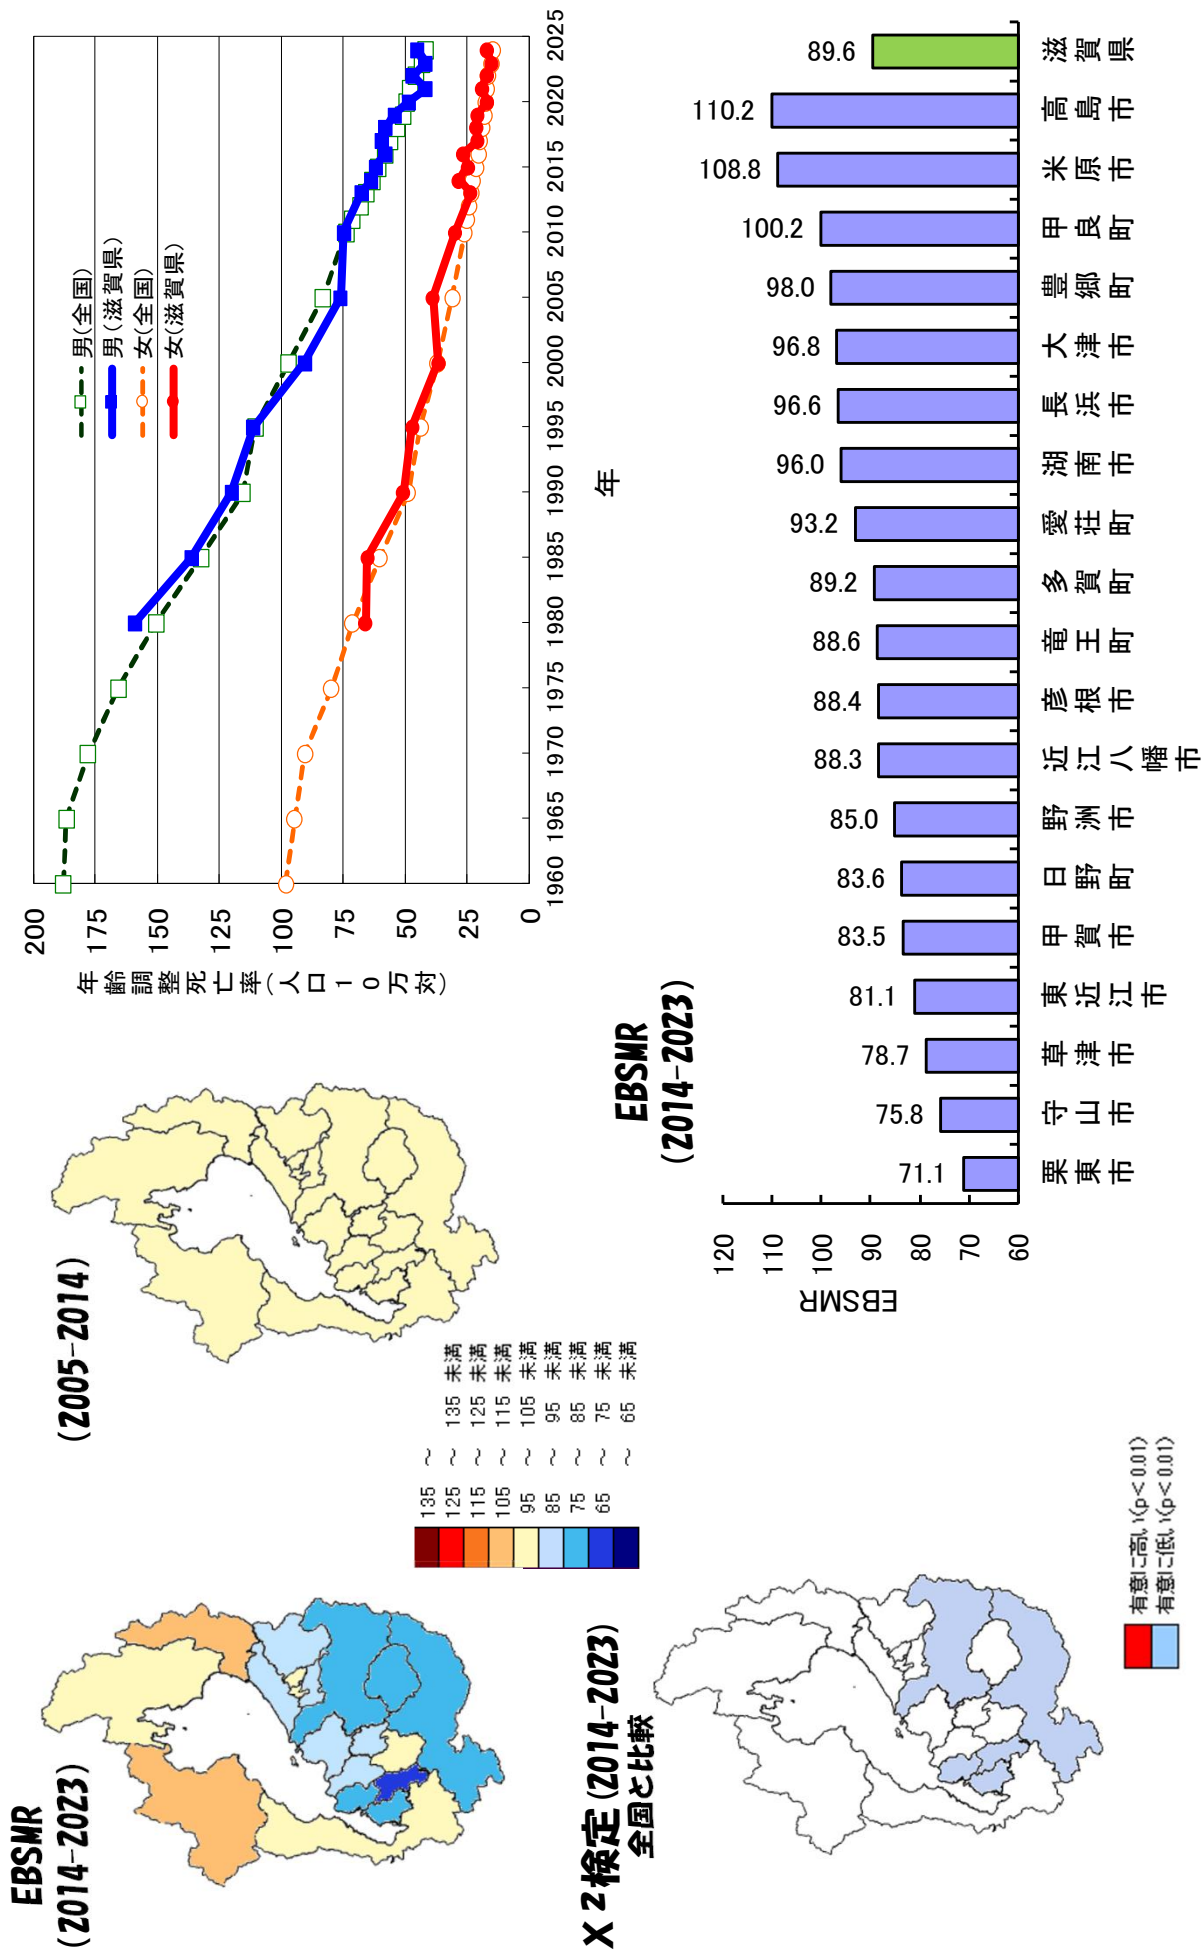 EBSMR
(2014-2023)
(2005-2014)
135 ～
125 ～ 135 未満
115 ～ 125 未満
105 ～ 115 未満
95 ～ 105 未満
85 ～ 95 未満
75 ～ 85 未満
65 ～ 75 未満
～ 65 未満
年齢調整死亡率(人口１０万対)
200
175
150
125
100
75
50
25
0
男(全国)
男(滋賀県)
女(全国)
女(滋賀県)
1960 1965 1970 1975 1980 1985 1990 1995 2000 2005 2010 2015 2020 2025
年
X²検定(2014-2023)
全国と比較
有意に高い(p<0.01)
有意に低い(p<0.01)
EBSMR
(2014-2023)
EBSMR
120
110
100
90
80
70
60
71.1 75.8 78.7 81.1 83.5 83.6 85.0 88.3 88.4 88.6 89.2 93.2 96.0 96.6 96.8 98.0 100.2 108.8 110.2 89.6
栗東市 守山市 草津市 東近江市 甲賀市 日野町 野洲市 近江八幡市 彦根市 竜王町 多賀町 愛荘町 湖南市 長浜市 大津市 豊郷町 甲良町 米原市 高島市 滋賀県